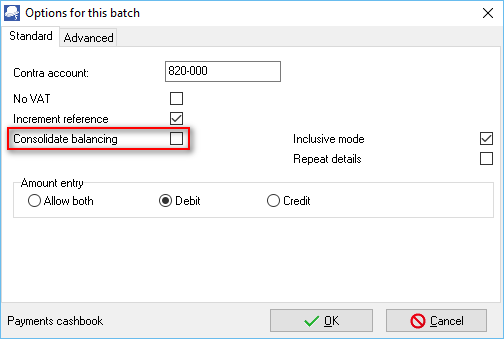 Options for this batch
Standard Advanced
Contra account: 820-000
No VAT
Increment reference
Consolidate balancing Inclusive mode
Repeat details
Amount entry
Allow both Debit Credit
Payments cashbook OK Cancel